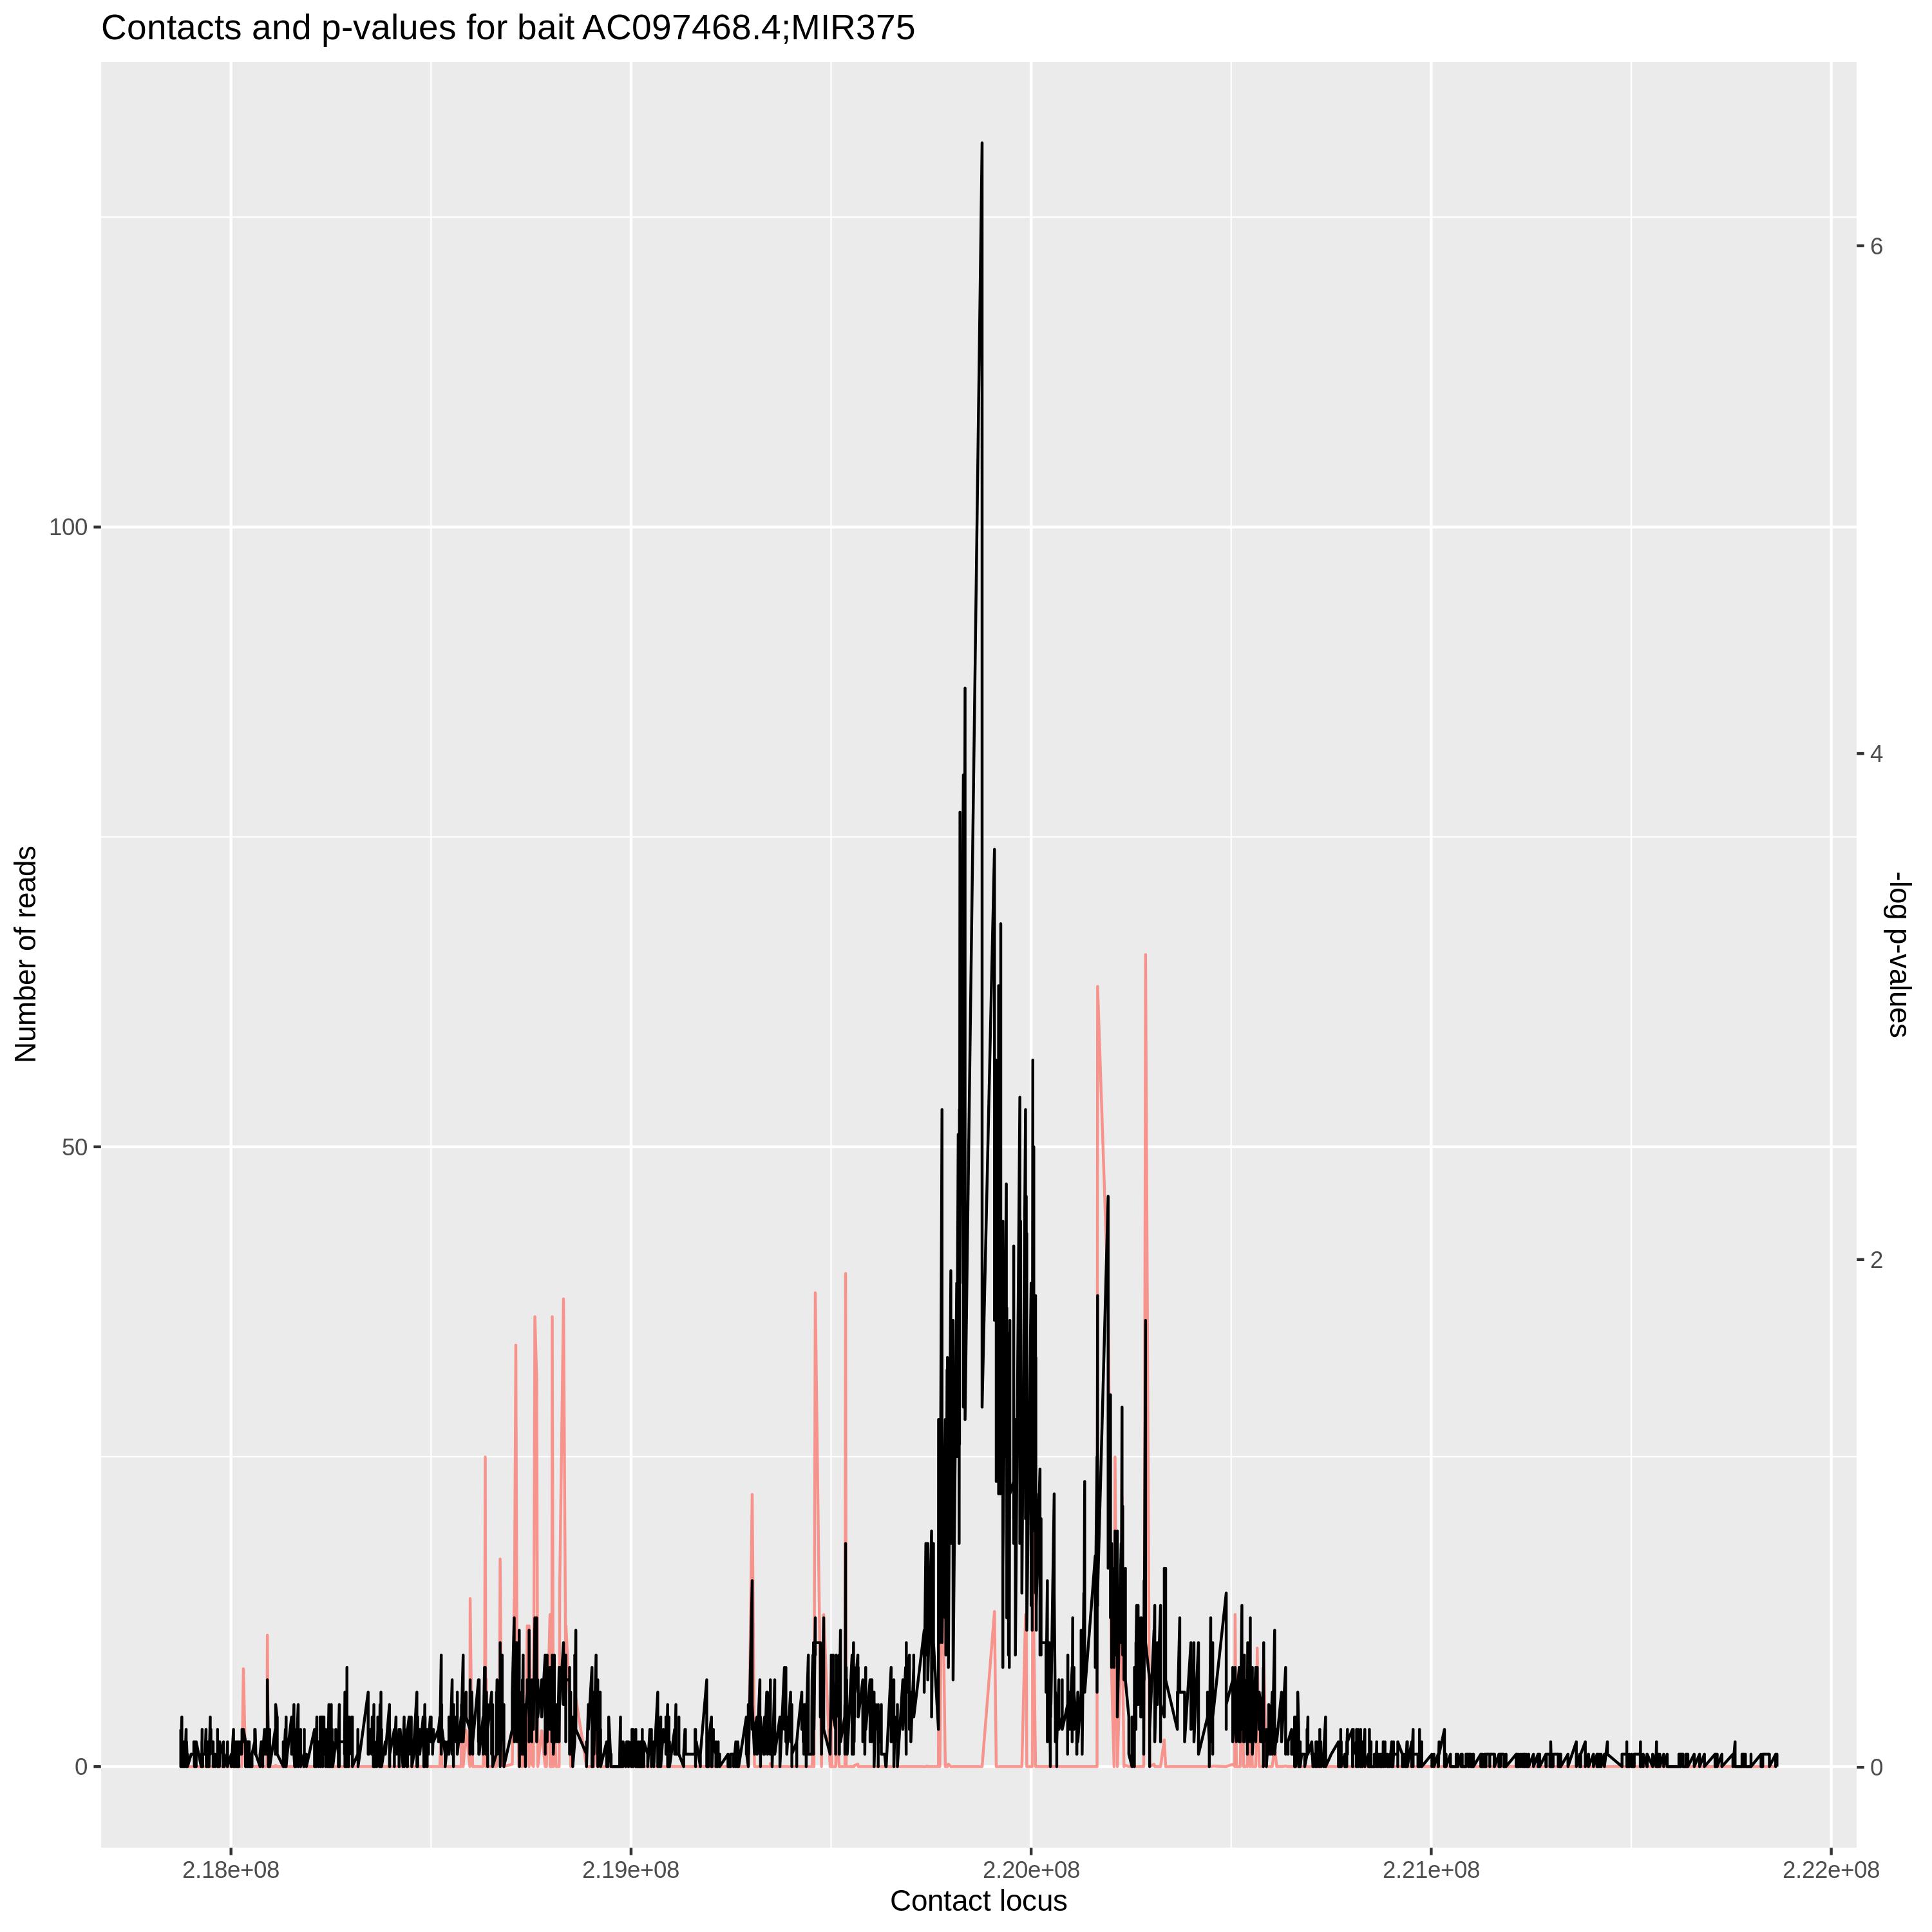 Contacts and p-values for bait AC097468.4;MIR375
100
50
0
Number of reads
6
4
2
0
-log p-values
2.18e+08
2.19e+08
2.20e+08
2.21e+08
2.22e+08
Contact locus